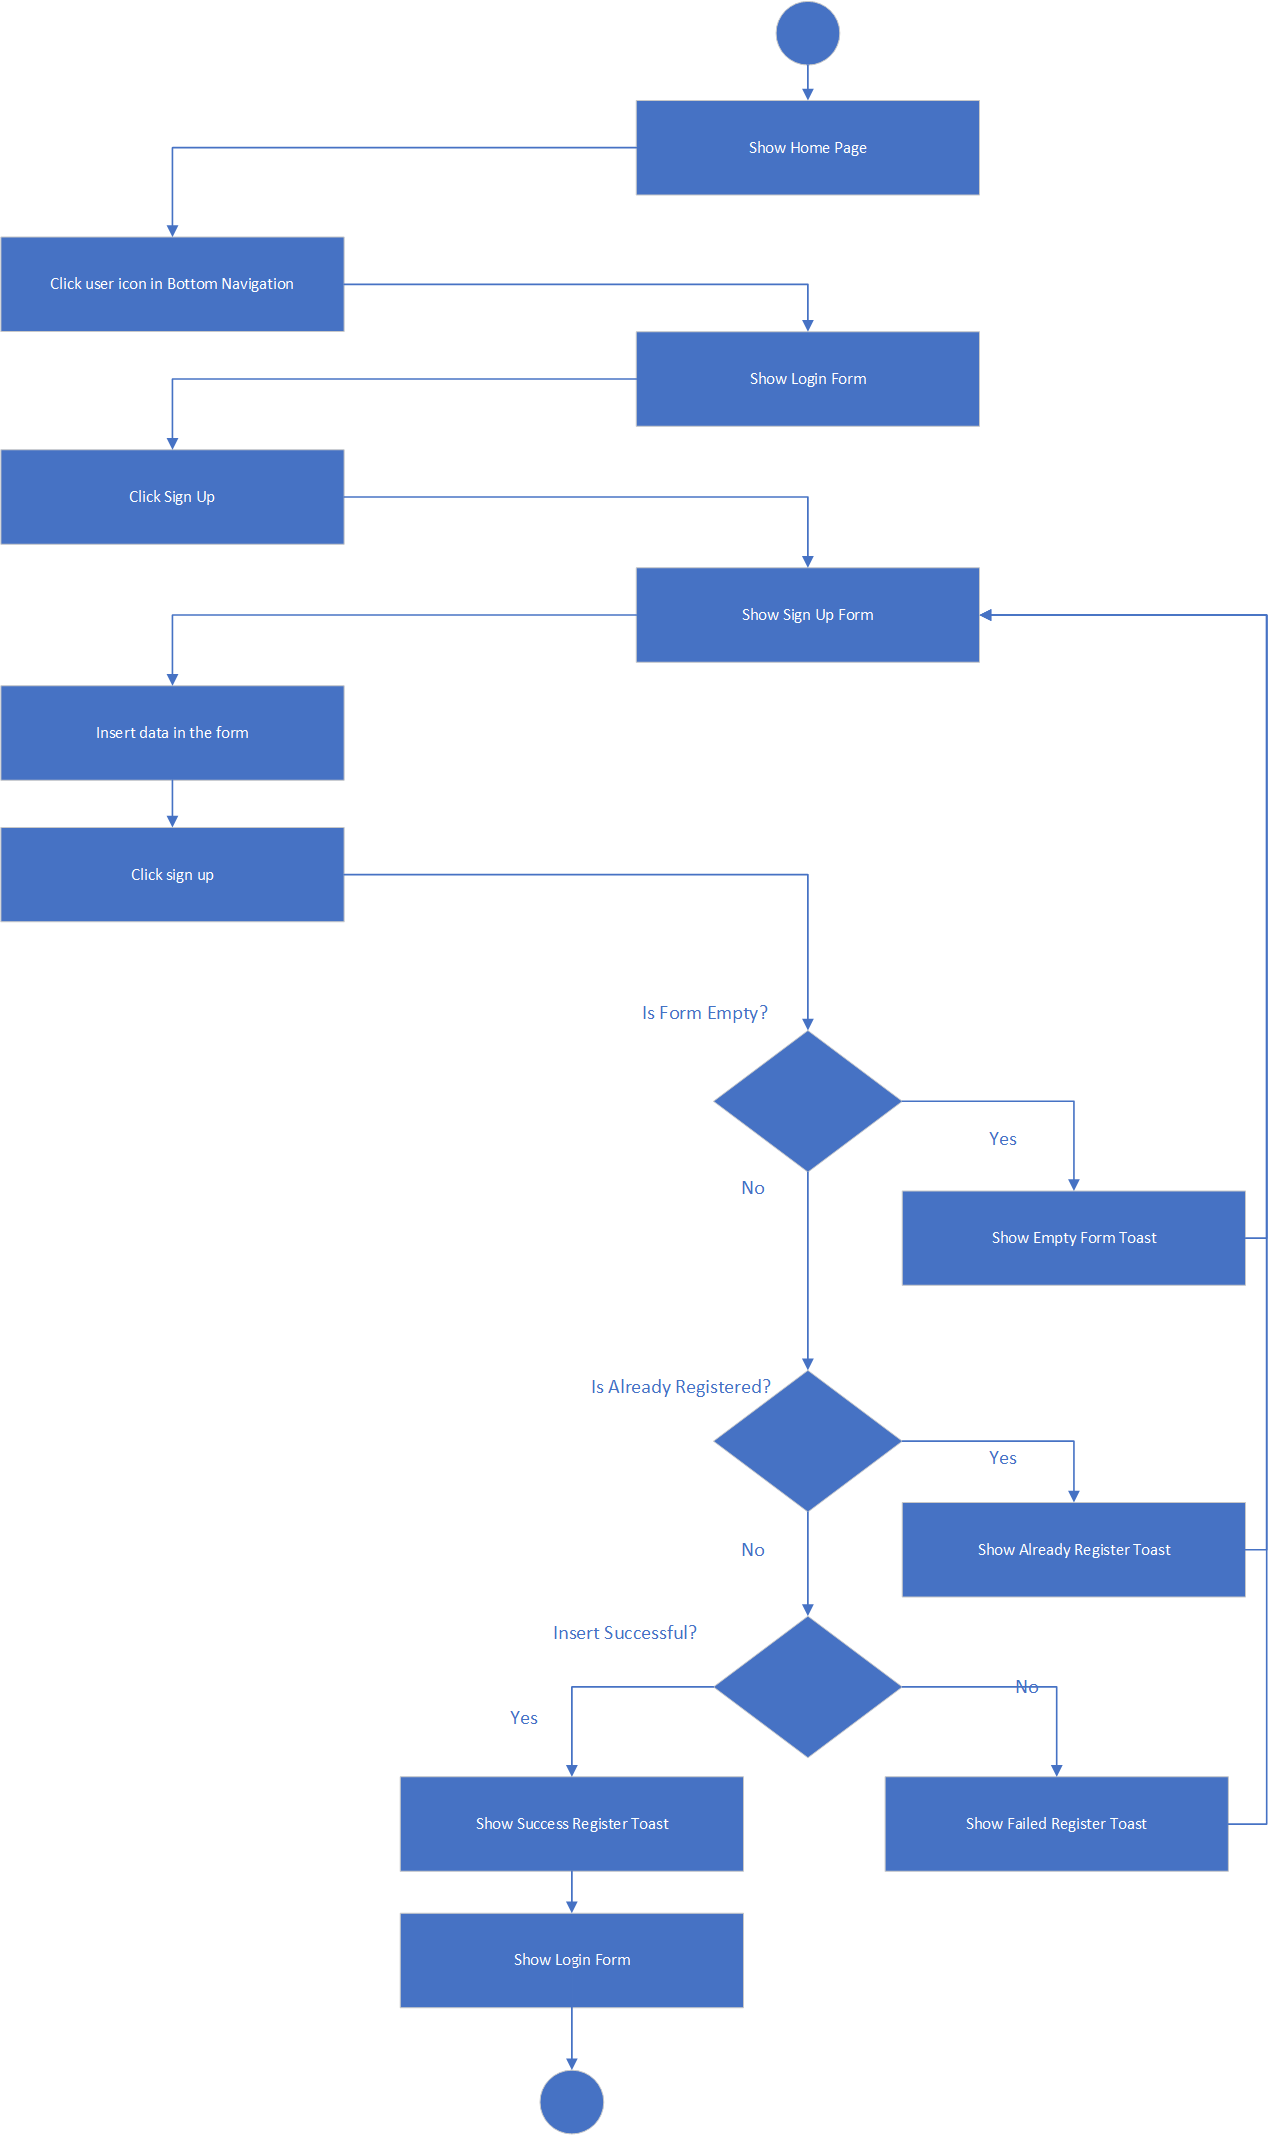 Show Home Page
Click user icon in Bottom Navigation
Show Login Form
Click Sign Up
Show Sign Up Form
Insert data in the form
Click sign up
Is Form Empty?
Yes
No
Show Empty Form Toast
Is Already Registered?
Yes
No
Show Already Register Toast
Insert Successful?
No
Yes
Show Success Register Toast
Show Failed Register Toast
Show Login Form